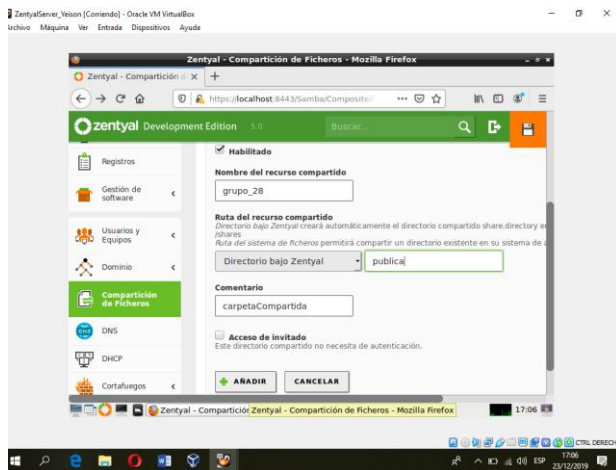 ZentyalServer_Yeison [Corriendo] - Oracle VM VirtualBox
Archivo Máquina Ver Entrada Dispositivos Ayuda
Zentyal - Compartición de Ficheros - Mozilla Firefox
Zentyal - Compartición d
https://localhost:8443/Samba/Composite/
zentyal Development Edition 5.0 Buscar...
Registros
Gestión de
software
Usuarios y
Equipos
Dominio
Compartición
de Ficheros
DNS
DHCP
Cortafuegos
Habilitado
Nombre del recurso compartido
grupo_28
Ruta del recurso compartido
Directorio bajo Zentyal creará automáticamente el directorio compartido share.directory en
/shares
Ruta del sistema de ficheros permitirá compartir un directorio existente en su sistema de
Directorio bajo Zentyal publica
Comentario
carpetaCompartida
Acceso de invitado
Este directorio compartido no necesita de autenticación.
+ AÑADIR CANCELAR
Zentyal - Compartición Zentyal - Compartición de Ficheros - Mozilla Firefox 17:06
CTRL DERECH
ESP 17:06
23/12/2019